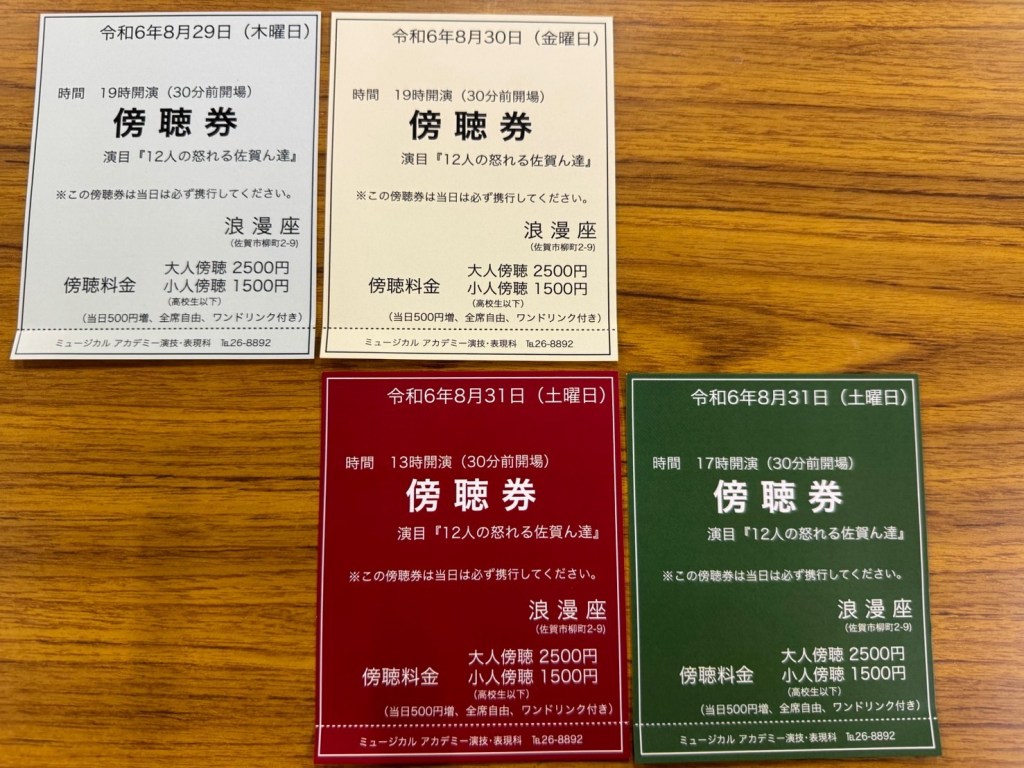 令和6年8月29日（木曜日）
時間　19時開演（30分前開場）
傍聴券
演目『12人の怒れる佐賀ん達』
※この傍聴券は当日は必ず携行してください。
浪漫座
（佐賀市柳町2-9）
傍聴料金
大人傍聴 2500円
小人傍聴 1500円
（高校生以下）
（当日500円増、全席自由、ワンドリンク付き）
ミュージカル アカデミー演技・表現科　℡26-8892
令和6年8月30日（金曜日）
時間　19時開演（30分前開場）
傍聴券
演目『12人の怒れる佐賀ん達』
※この傍聴券は当日は必ず携行してください。
浪漫座
（佐賀市柳町2-9）
傍聴料金
大人傍聴 2500円
小人傍聴 1500円
（高校生以下）
（当日500円増、全席自由、ワンドリンク付き）
ミュージカル アカデミー演技・表現科　℡26-8892
令和6年8月31日（土曜日）
時間　13時開演（30分前開場）
傍聴券
演目『12人の怒れる佐賀ん達』
※この傍聴券は当日は必ず携行してください。
浪漫座
（佐賀市柳町2-9）
傍聴料金
大人傍聴 2500円
小人傍聴 1500円
（高校生以下）
（当日500円増、全席自由、ワンドリンク付き）
ミュージカル アカデミー演技・表現科　℡26-8892
令和6年8月31日（土曜日）
時間　17時開演（30分前開場）
傍聴券
演目『12人の怒れる佐賀ん達』
※この傍聴券は当日は必ず携行してください。
浪漫座
（佐賀市柳町2-9）
傍聴料金
大人傍聴 2500円
小人傍聴 1500円
（高校生以下）
（当日500円増、全席自由、ワンドリンク付き）
ミュージカル アカデミー演技・表現科　℡26-8892